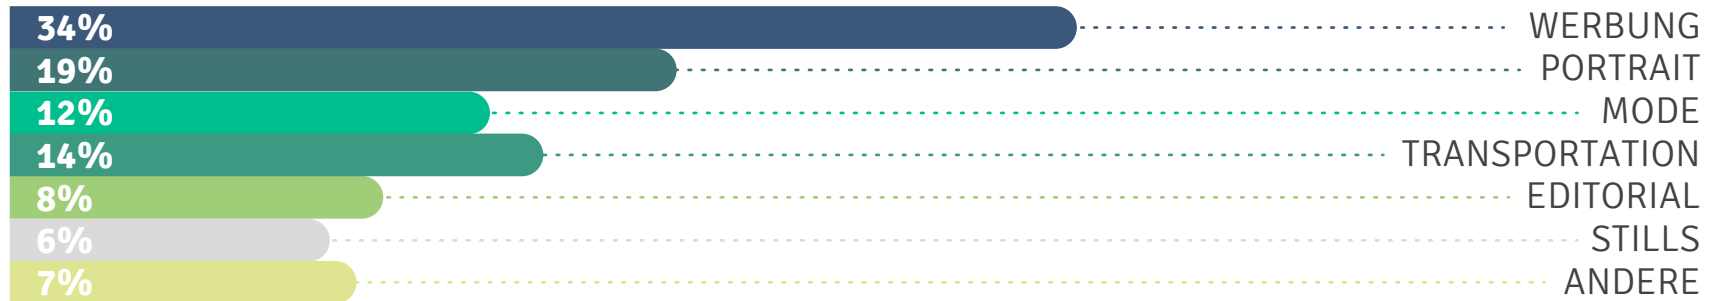 34% WERBUNG
19% PORTRAIT
12% MODE
14% TRANSPORTATION
8% EDITORIAL
6% STILLS
7% ANDERE